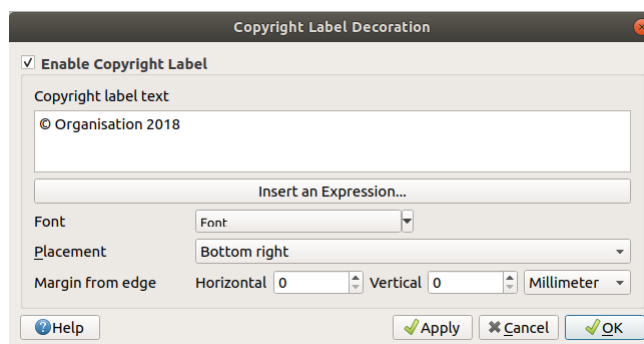 Copyright Label Decoration
Enable Copyright Label
Copyright label text
© Organisation 2018
Insert an Expression...
Font Font
Placement Bottom right
Margin from edge Horizontal 0 Vertical 0 Millimeter
Help Apply Cancel OK